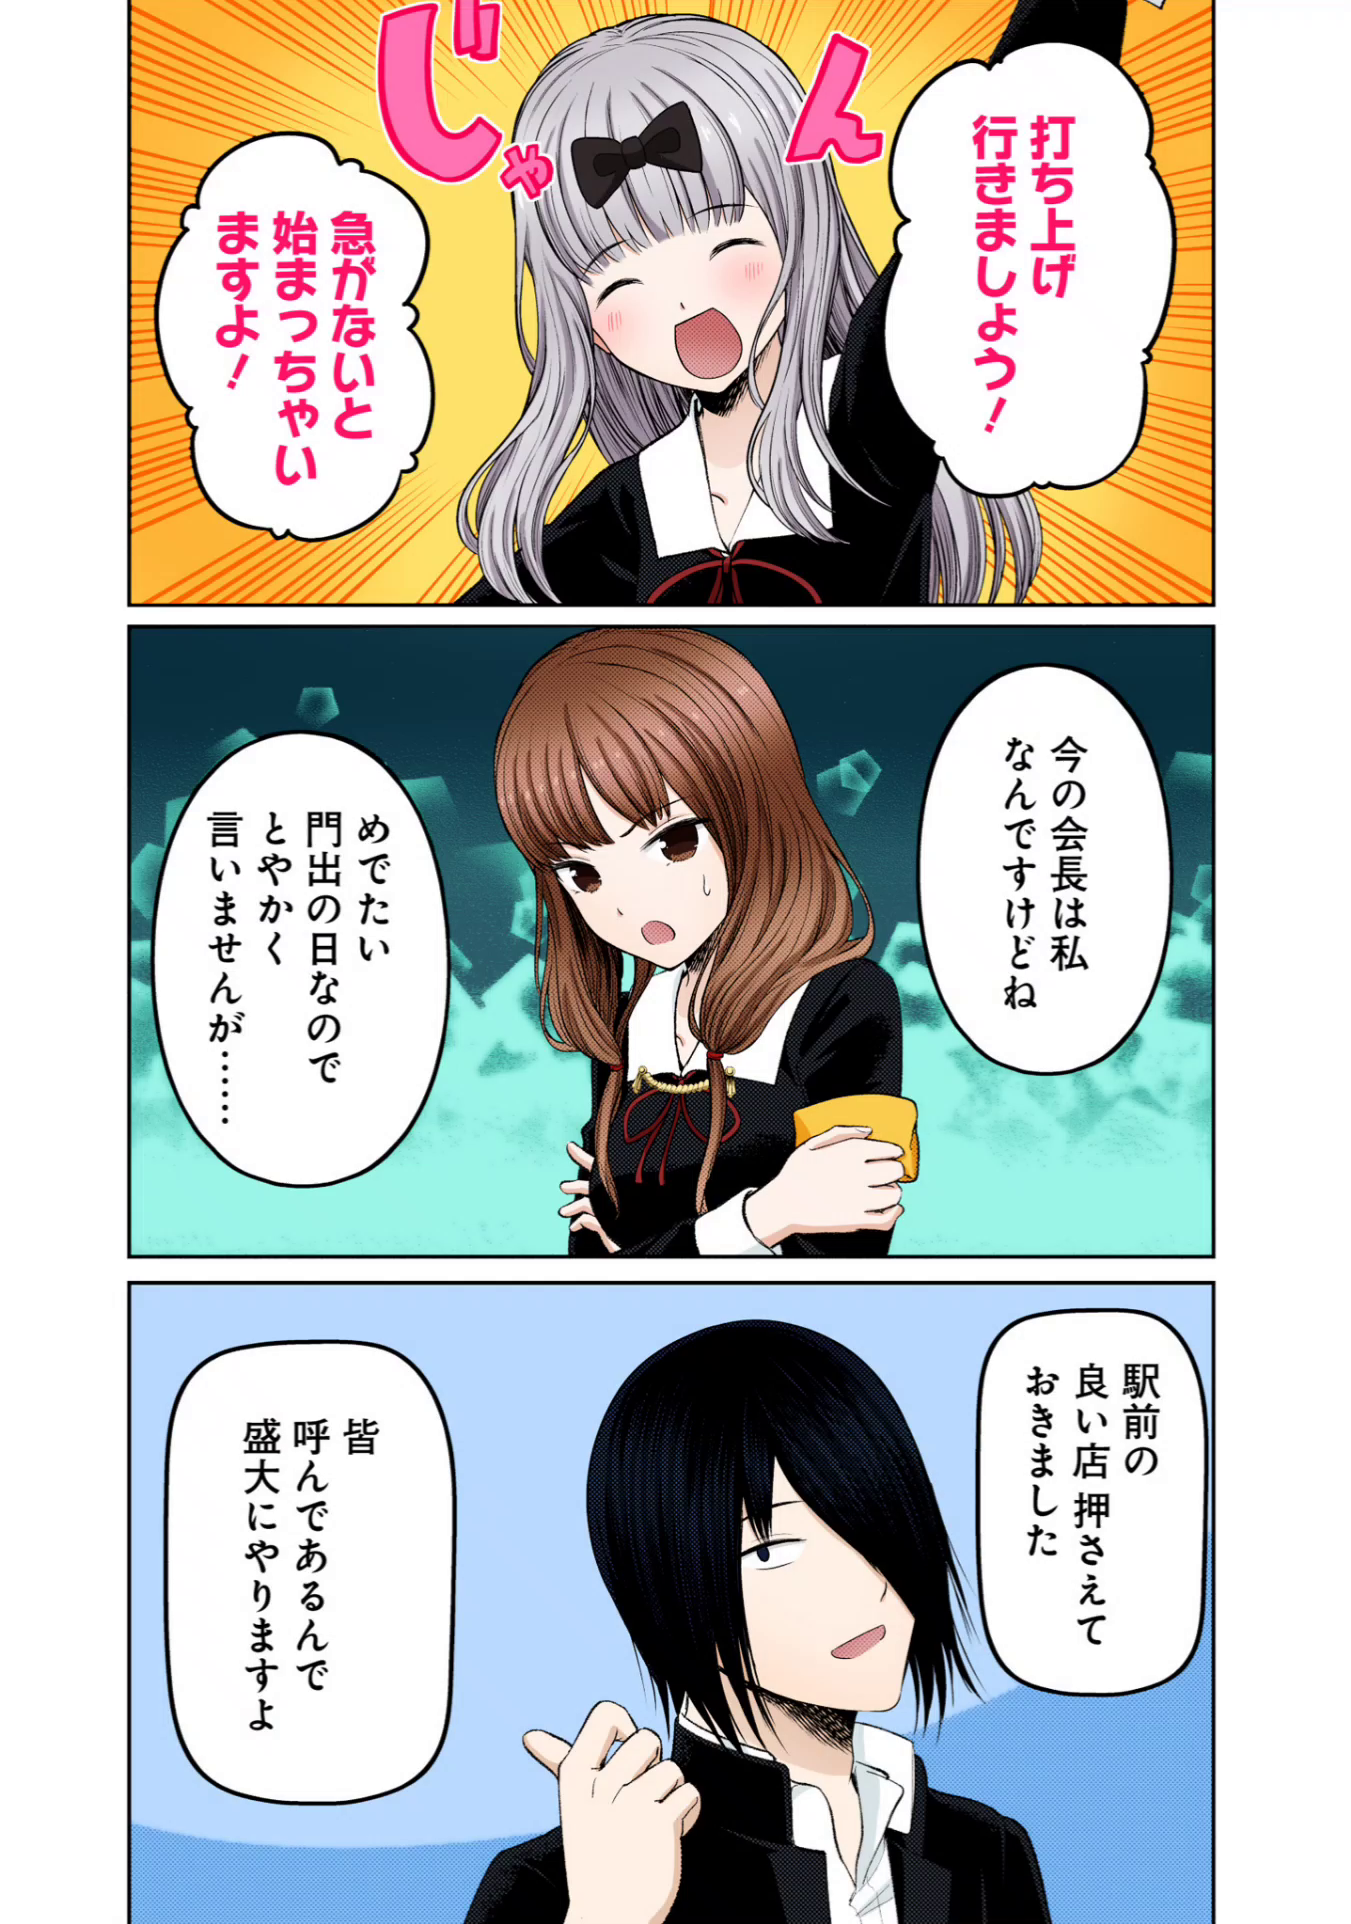 じゃん
打ち上げ
行きましょう！
急がないと
始まっちゃい
ますよ！
今の会長は私
なんですけどね
めでたい
門出の日なので
とやかく
言いませんが……
駅前の
良い店押さえて
おきました
皆
呼んであるんで
盛大にやりますよ